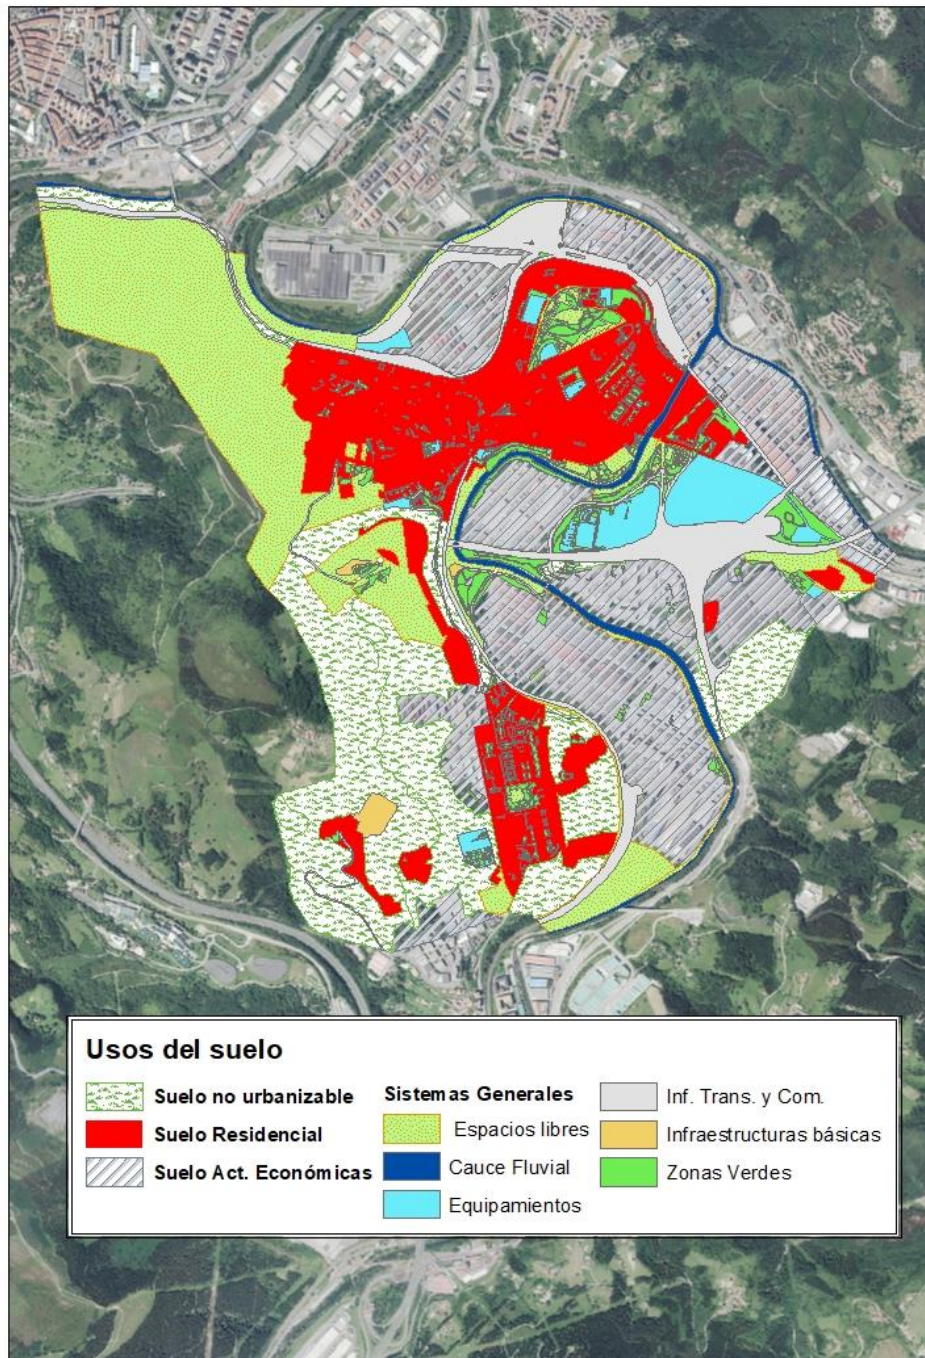 Usos del suelo
Suelo no urbanizable
Suelo Residencial
Suelo Act. Económicas
Sistemas Generales
Espacios libres
Cauce Fluvial
Equipamientos
Inf. Trans. y Com.
Infraestructuras básicas
Zonas Verdes